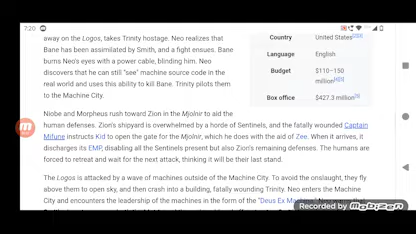 7:20
away on the Logos, takes Trinity hostage. Neo realizes that
Bane has been assimilated by Smith, and a fight ensues. Bane
burns Neo's eyes with a power cable, blinding him. Neo
discovers that he can still "see" machine source code in the
real world and uses this ability to kill Bane. Trinity pilots them
to the Machine City.
Country United States
Language English
Budget $110–150
million
Box office $427.3 million
Niobe and Morpheus rush toward Zion in the Mjolnir to aid the
human defenses. Zion's shipyard is overwhelmed by a horde of Sentinels, and the fatally wounded Captain
Mifune instructs Kid to open the gate for the Mjolnir, which he does with the aid of Zee. When it arrives, it
discharges its EMP, disabling all the Sentinels present but also Zion's remaining defenses. The humans are
forced to retreat and wait for the next attack, thinking it will be their last stand.
The Logos is attacked by a wave of machines outside of the Machine City. To avoid the onslaught, they fly
above them to open sky, and then crash into a building, fatally wounding Trinity. Neo enters the Machine
City and encounters the leadership of the machines in the form of the "Deus Ex
Recorded by Mobizen